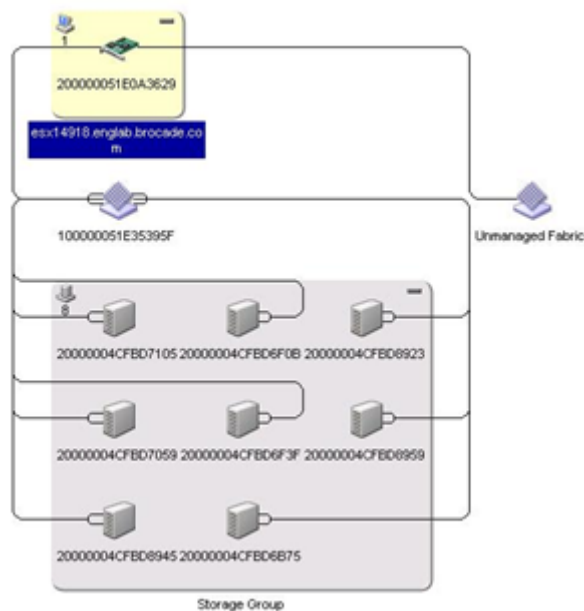 1
200000051E0A3629
esx14918.englab.brocade.co
m
100000051E35395F
Unmanaged Fabric
8
20000004CFBD7105 20000004CFBD6F0B 20000004CFBD8923
20000004CFBD7059 20000004CFBD6F3F 20000004CFBD8959
20000004CFBD8945 20000004CFBD6B75
Storage Group